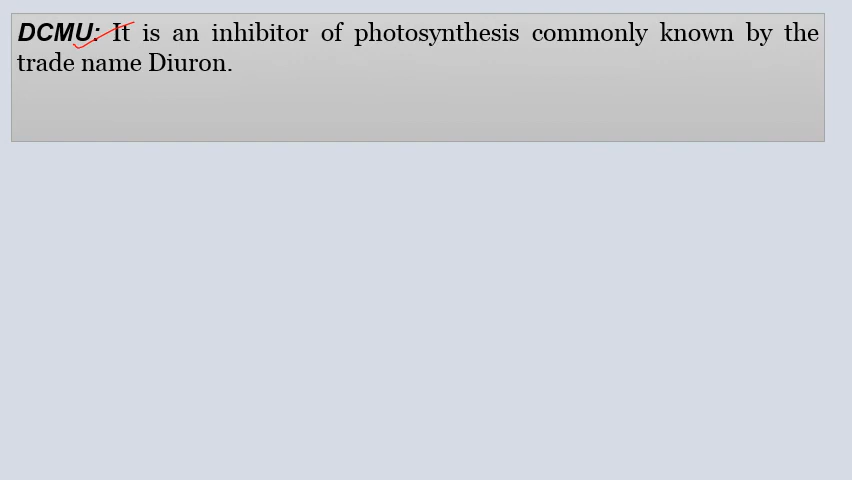 DCMU: It is an inhibitor of photosynthesis commonly known by the
trade name Diuron.